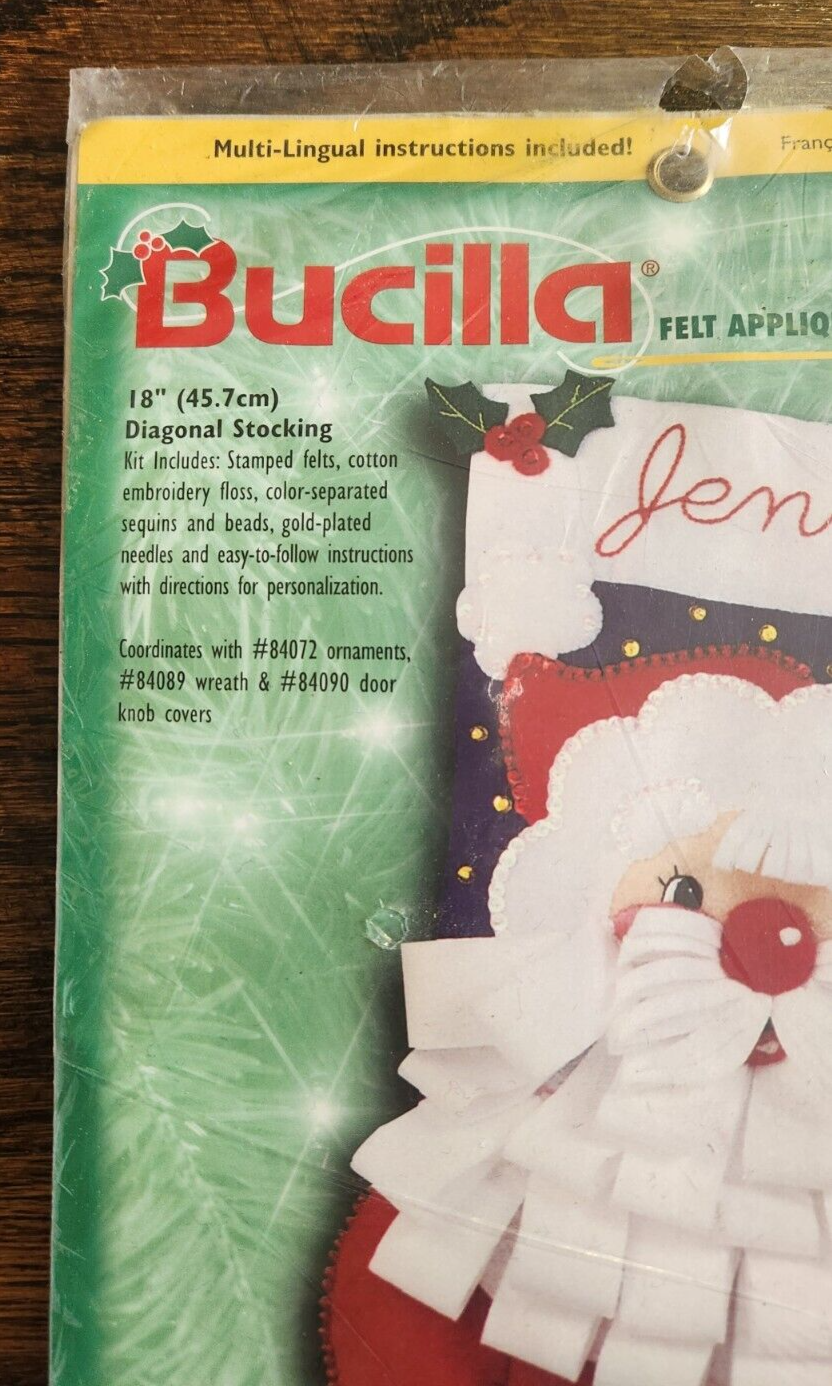 Multi-Lingual instructions included!
Bucilla®
FELT APPLIQ
18" (45.7cm)
Diagonal Stocking
Kit Includes: Stamped felts, cotton
embroidery floss, color-separated
sequins and beads, gold-plated
needles and easy-to-follow instructions
with directions for personalization.
Coordinates with #84072 ornaments,
#84089 wreath & #84090 door
knob covers
Jen